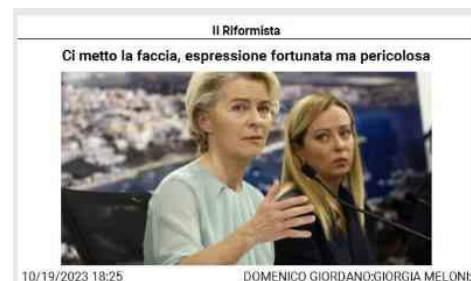 Il Riformista
Ci metto la faccia, espressione fortunata ma pericolosa
10/19/2023 18:25 DOMENICO GIORDANO:GIORGIA MELONI: